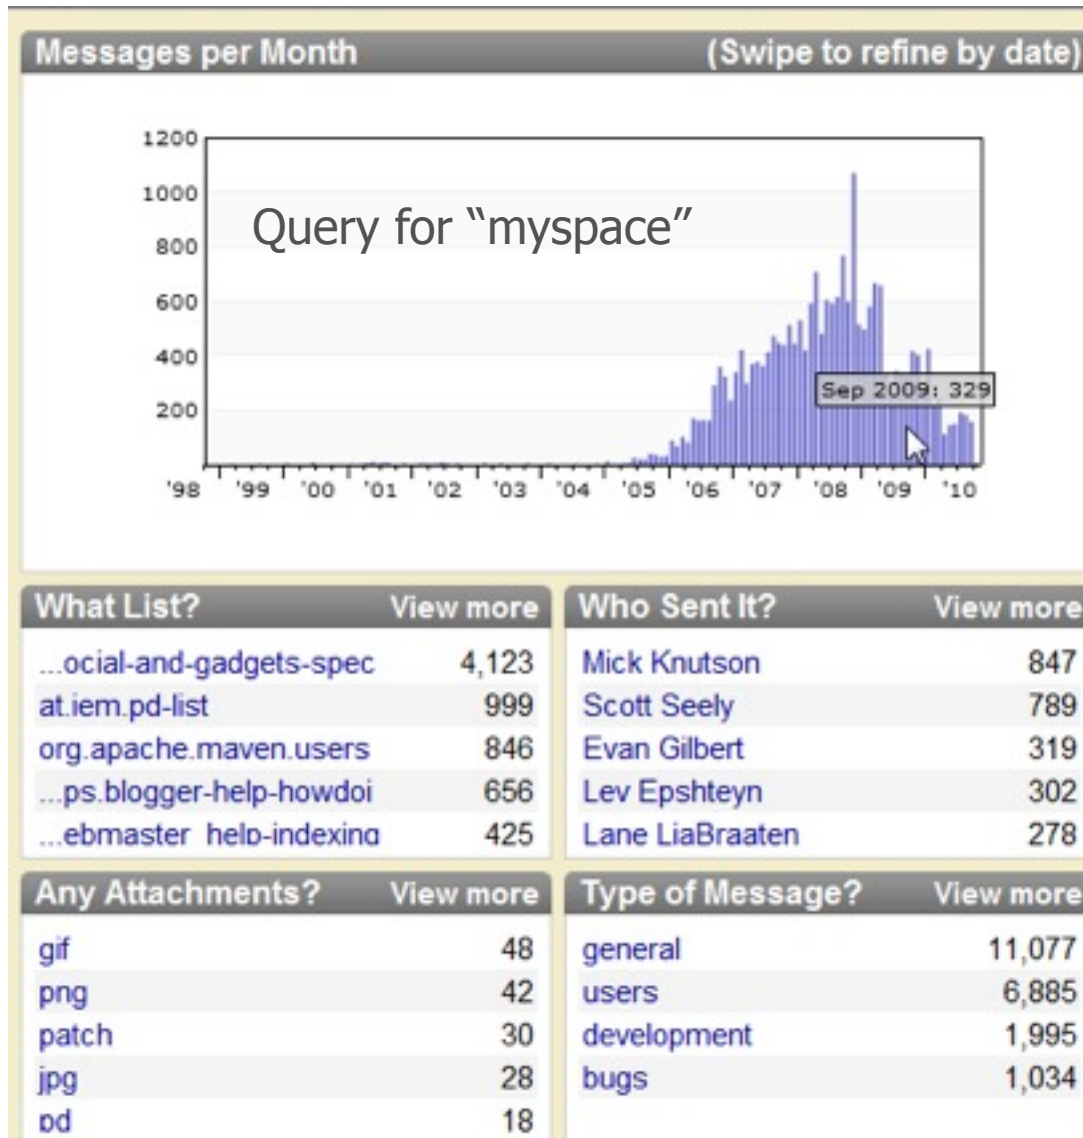 Messages per Month (Swipe to refine by date)
1200
1000
Query for “myspace”
800
600
400
Sep 2009: 329
200
'98 '99 '00 '01 '02 '03 '04 '05 '06 '07 '08 '09 '10
What List? View more
...ocial-and-gadgets-spec 4,123
at.iem.pd-list 999
org.apache.maven.users 846
...ps.blogger-help-howdoi 656
...ebmaster_help-indexing 425
Who Sent It? View more
Mick Knutson 847
Scott Seely 789
Evan Gilbert 319
Lev Epshteyn 302
Lane LiaBraaten 278
Any Attachments? View more
gif 48
png 42
patch 30
jpg 28
pd 18
Type of Message? View more
general 11,077
users 6,885
development 1,995
bugs 1,034